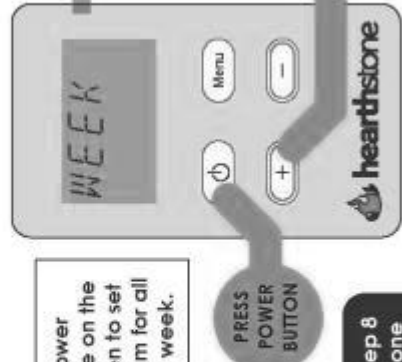 ower
e on the
n to set
m for all
week.
PRESS
POWER
BUTTON
ep 8
one
WEEK
Menu
+ −
hearthstone